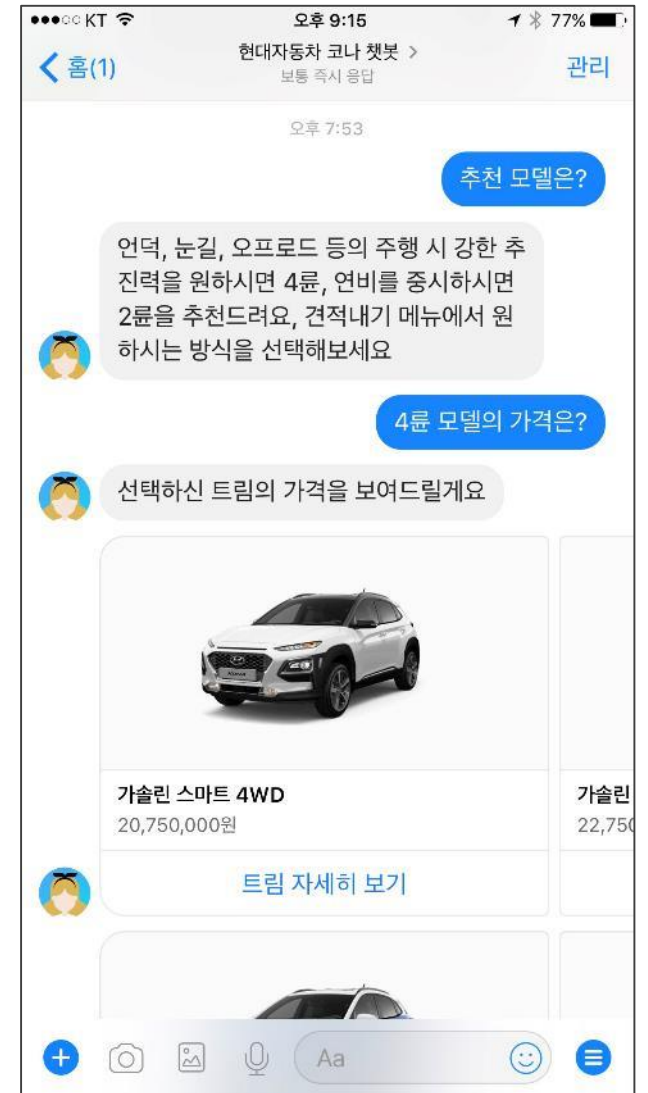 KT 오후 9:15 77%
홈(1) 현대자동차 코나 챗봇 > 관리
보통 즉시 응답
오후 7:53
추천 모델은?
언덕, 눈길, 오프로드 등의 주행 시 강한 추
진력을 원하시면 4륜, 연비를 중시하시면
2륜을 추천드려요, 견적내기 메뉴에서 원
하시는 방식을 선택해보세요
4륜 모델의 가격은?
선택하신 트림의 가격을 보여드릴게요
가솔린 스마트 4WD
20,750,000원
트림 자세히 보기
가솔린
22,750
Aa